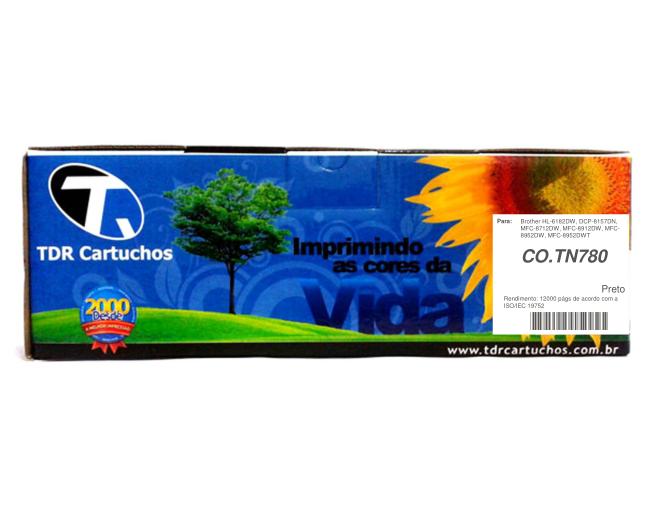 TDR Cartuchos
Imprimindo
as cores da
Vida
2000
Desde
A MELHOR IMPRESSÃO
Para: Brother HL-6182DW, DCP-8157DN,
MFC-8712DW, MFC-8912DW, MFC-
8952DW, MFC-8952DWT
CO.TN780
Preto
Rendimento: 12000 págs de acordo com a
ISO/IEC 19752
www.tdrcartuchos.com.br